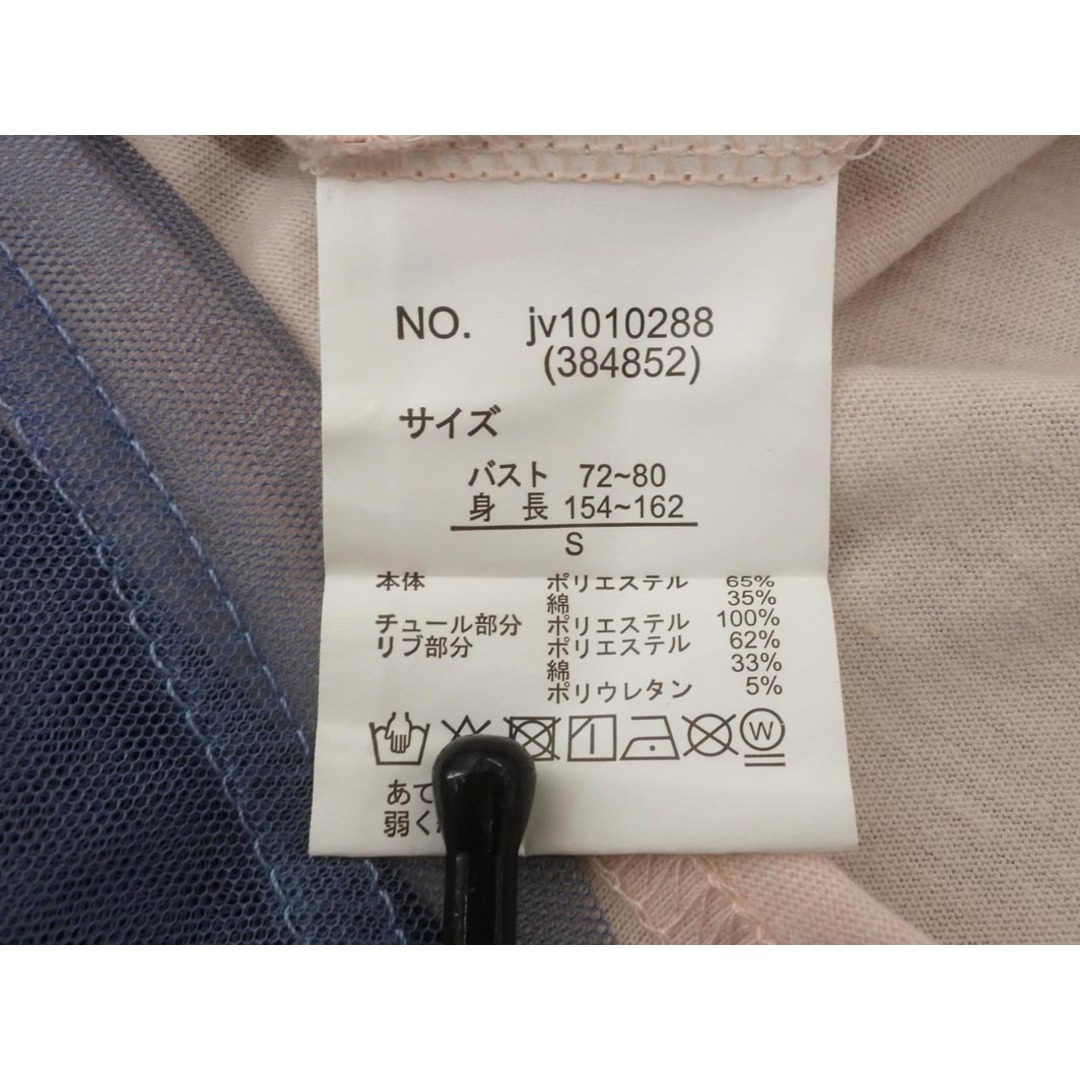 NO. jv1010288
(384852)
サイズ
バスト 72~80
身長 154~162
S
本体 ポリエステル 65%
綿 35%
チュール部分 ポリエステル 100%
リブ部分 ポリエステル 62%
綿 33%
ポリウレタン 5%
W
あて
弱く